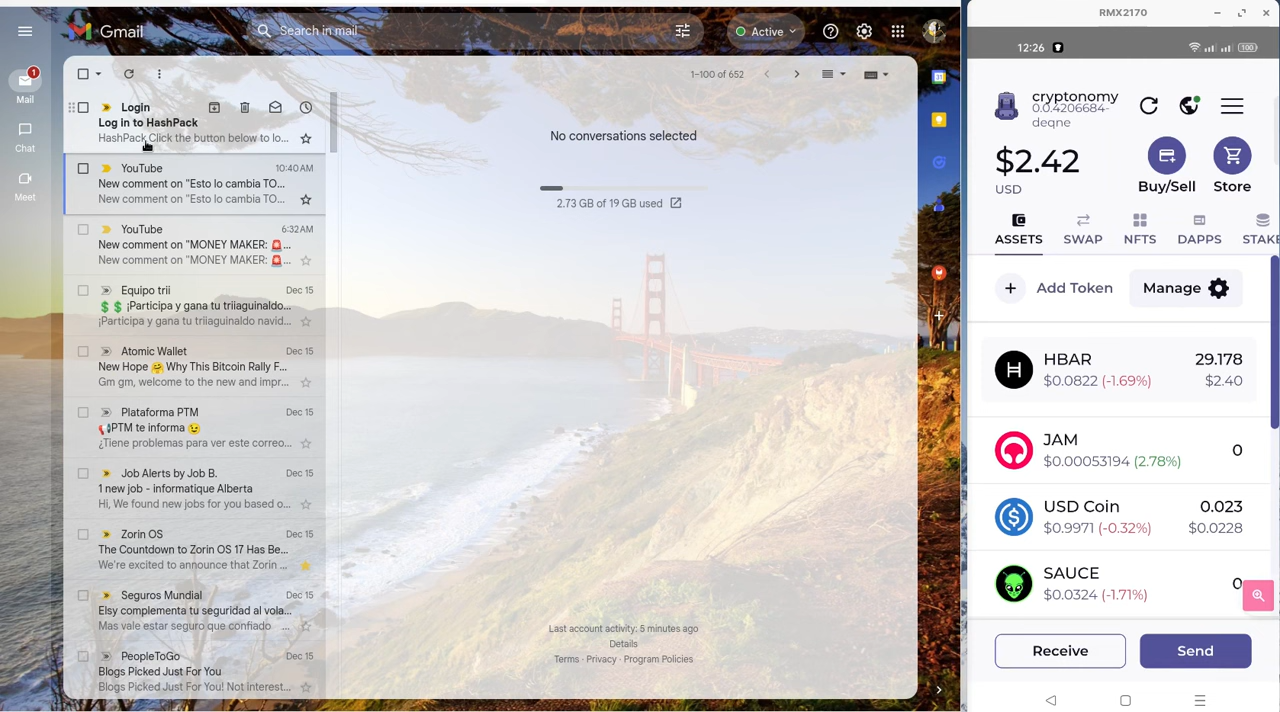 Gmail
Search in mail
Active
1
Mail
Chat
Meet
1–100 of 652
Login
Log in to HashPack
HashPack Click the button below to lo...
YouTube 10:40 AM
New comment on "Esto lo cambia TO...
New comment on "Esto lo cambia TO...
YouTube 6:32 AM
New comment on "MONEY MAKER: 🚨...
New comment on "MONEY MAKER: 🚨...
Equipo trii Dec 15
💲💲 ¡Participa y gana tu triiaguinaldo...
¡Participa y gana tu triiaguinaldo navid...
Atomic Wallet Dec 15
New Hope 🤗 Why This Bitcoin Rally F...
Gm gm, welcome to the new and impr...
Plataforma PTM Dec 15
📢¡PTM te informa 😉
¿Tiene problemas para ver este correo...
Job Alerts by Job B. Dec 15
1 new job - informatique Alberta
Hi, We found new jobs for you based o...
Zorin OS Dec 15
The Countdown to Zorin OS 17 Has Be...
We're excited to announce that Zorin ...
Seguros Mundial Dec 15
Elsy complementa tu seguridad al vola...
Mas vale estar seguro que confiado ...
PeopleToGo Dec 15
Blogs Picked Just For You
Blogs Picked Just For You! Not interest...
No conversations selected
2.73 GB of 19 GB used
Last account activity: 5 minutes ago
Details
Terms · Privacy · Program Policies
RMX2170
12:26
100
cryptonomy
0.0.4206684-
deqne
$2.42
USD
Buy/Sell
Store
ASSETS SWAP NFTS DAPPS STAKE
+ Add Token
Manage
HBAR 29.178
$0.0822 (-1.69%) $2.40
JAM 0
$0.00053194 (2.78%)
USD Coin 0.023
$0.9971 (-0.32%) $0.0228
SAUCE 0
$0.0324 (-1.71%)
Receive
Send